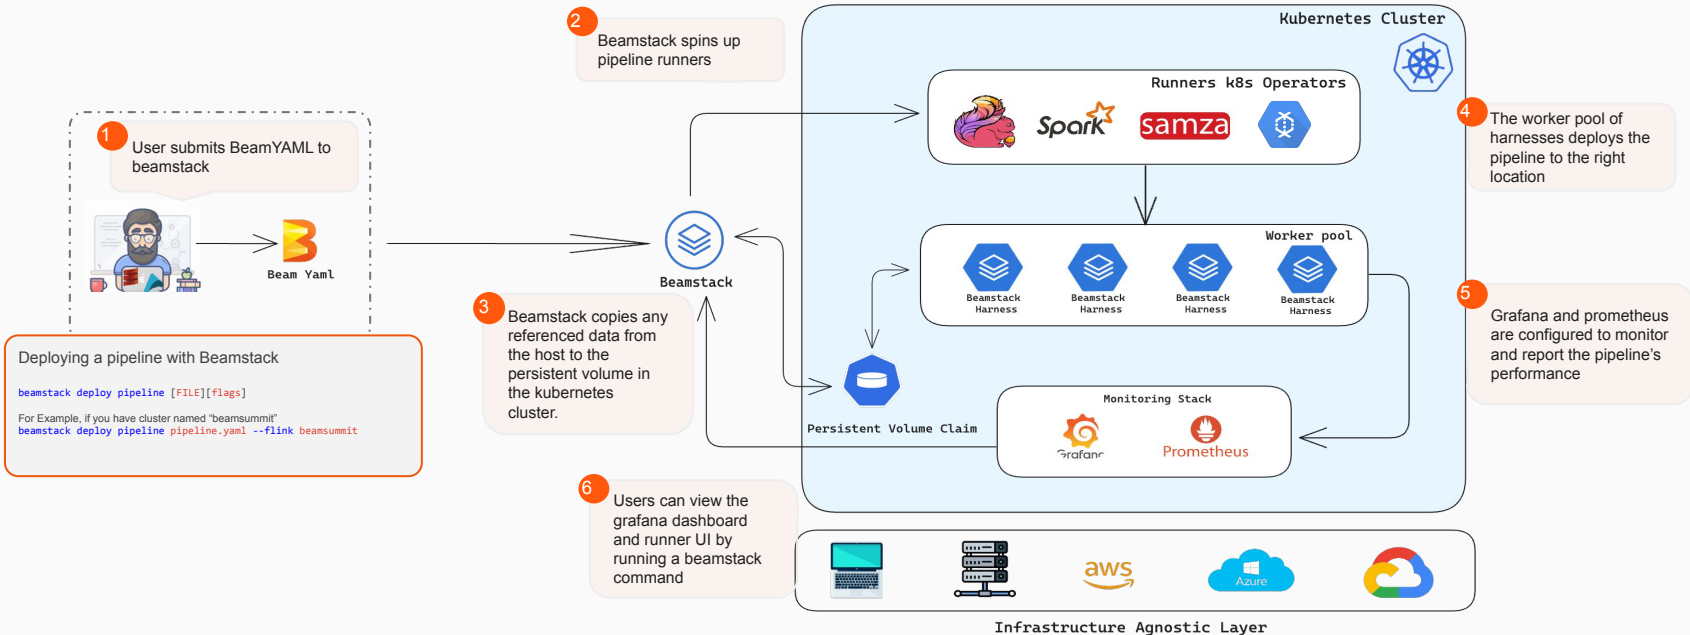 Kubernetes Cluster
2
Beamstack spins up
pipeline runners
Runners k8s Operators
Spark
samza
4
The worker pool of
harnesses deploys the
pipeline to the right
location
1
User submits BeamYAML to
beamstack
Beam Yaml
Beamstack
Worker pool
Beamstack
Harness
Beamstack
Harness
Beamstack
Harness
Beamstack
Harness
3
Beamstack copies any
referenced data from
the host to the
persistent volume in
the kubernetes
cluster.
5
Grafana and prometheus
are configured to monitor
and report the pipeline's
performance
Deploying a pipeline with Beamstack
beamstack deploy pipeline [FILE][flags]
For Example, if you have cluster named “beamsummit”
beamstack deploy pipeline pipeline.yaml --flink beamsummit
Persistent Volume Claim
Monitoring Stack
Grafana
Prometheus
6
Users can view the
grafana dashboard
and runner UI by
running a beamstack
command
aws
Azure
Infrastructure Agnostic Layer